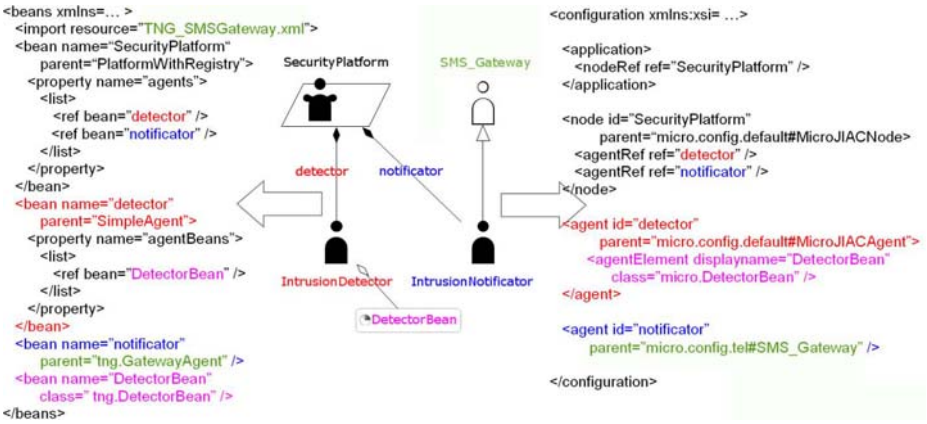 <beans xmlns=... >
<import resource="TNG_SMSGateway.xml">
<bean name="SecurityPlatform"
parent="PlatformWithRegistry">
<property name="agents">
<list>
<ref bean="detector" />
<ref bean="notificator" />
</list>
</property>
</bean>
<bean name="detector"
parent="SimpleAgent">
<property name="agentBeans">
<list>
<ref bean="DetectorBean" />
</list>
</property>
</bean>
<bean name="notificator"
parent="tng.GatewayAgent" />
<bean name="DetectorBean"
class=" tng.DetectorBean" />
</beans>
SecurityPlatform
SMS_Gateway
detector
notificator
IntrusionDetector
IntrusionNotificator
DetectorBean
<configuration xmlns:xsi= ...>
<application>
<nodeRef ref="SecurityPlatform" />
</application>
<node id="SecurityPlatform"
parent="micro.config.default#MicroJIACNode>
<agentRef ref="detector" />
<agentRef ref="notificator" />
</node>
<agent id="detector"
parent="micro.config.default#MicroJIACAgent">
<agentElement displayname="DetectorBean"
class="micro.DetectorBean" />
</agent>
<agent id="notificator"
parent="micro.config.tel#SMS_Gateway" />
</configuration>